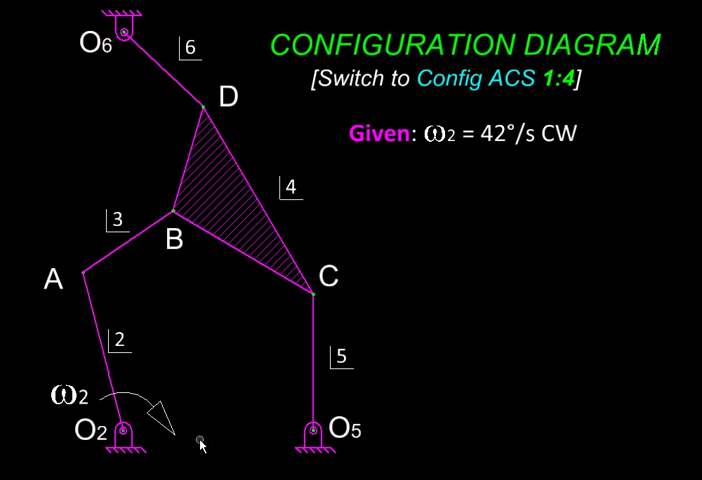 CONFIGURATION DIAGRAM
[Switch to Config ACS 1:4]
Given: ω2 = 42°/s CW
O6
6
D
4
3
B
A
C
2
5
ω2
O2
O5